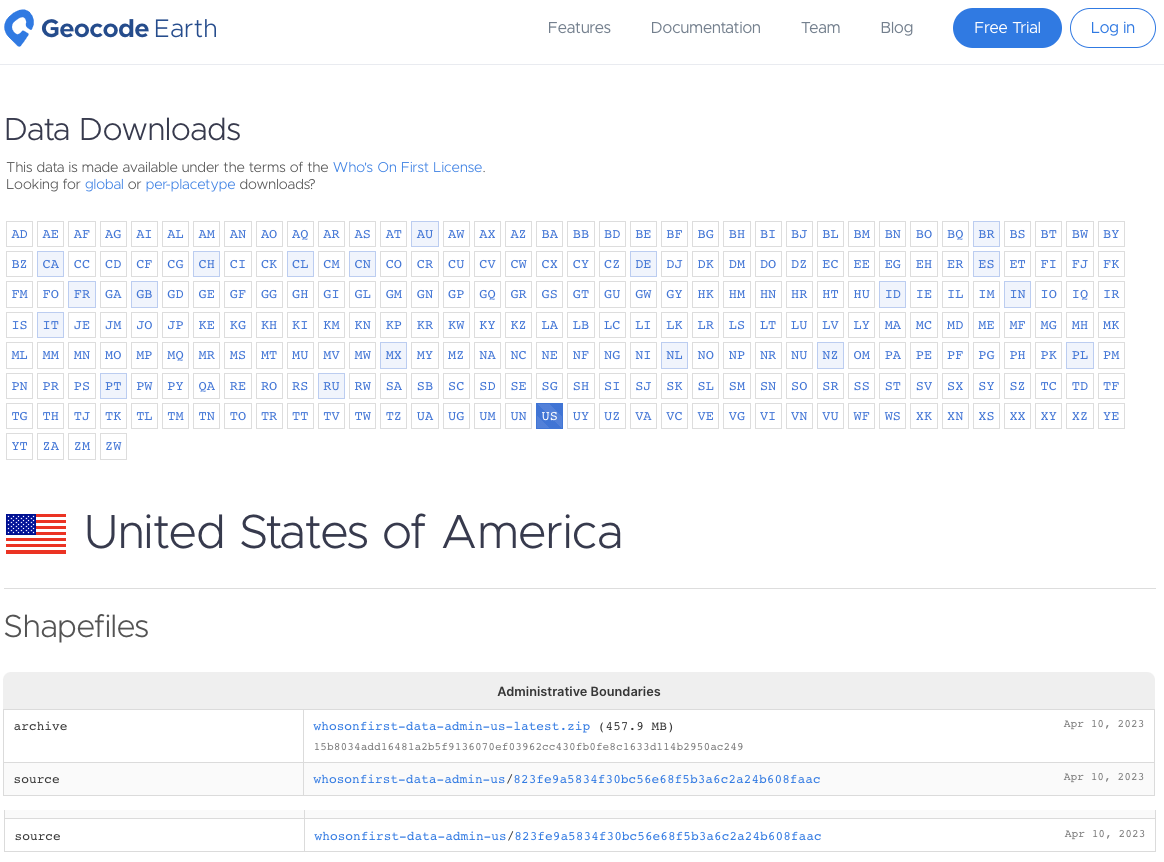 Geocode Earth Features Documentation Team Blog Free Trial Log in
Data Downloads
This data is made available under the terms of the Who's On First License.
Looking for global or per-placetype downloads?
AD AE AF AG AI AL AM AN AO AQ AR AS AT AU AW AX AZ BA BB BD BE BF BG BH BI BJ BL BM BN BO BQ BR BS BT BW BY
BZ CA CC CD CF CG CH CI CK CL CM CN CO CR CU CV CW CX CY CZ DE DJ DK DM DO DZ EC EE EG EH ER ES ET FI FJ FK
FM FO FR GA GB GD GE GF GG GH GI GL GM GN GP GQ GR GS GT GU GW GY HK HM HN HR HT HU ID IE IL IM IN IO IQ IR
IS IT JE JM JO JP KE KG KH KI KM KN KP KR KW KY KZ LA LB LC LI LK LR LS LT LU LV LY MA MC MD ME MF MG MH MK
ML MM MN MO MP MQ MR MS MT MU MV MW MX MY MZ NA NC NE NF NG NI NL NO NP NR NU NZ OM PA PE PF PG PH PK PL PM
PN PR PS PT PW PY QA RE RO RS RU RW SA SB SC SD SE SG SH SI SJ SK SL SM SN SO SR SS ST SV SX SY SZ TC TD TF
TG TH TJ TK TL TM TN TO TR TT TV TW TZ UA UG UM UN US UY UZ VA VC VE VG VI VN VU WF WS XK XN XS XX XY XZ YE
YT ZA ZM ZW
United States of America
Shapefiles
Administrative Boundaries
archive whosonfirst-data-admin-us-latest.zip (457.9 MB) Apr 10, 2023
15b8034add16481a2b5f9136070ef03962cc430fb0fe8c1633d114b2950ac249
source whosonfirst-data-admin-us/823fe9a5834f30bc56e68f5b3a6c2a24b608faac Apr 10, 2023
source whosonfirst-data-admin-us/823fe9a5834f30bc56e68f5b3a6c2a24b608faac Apr 10, 2023